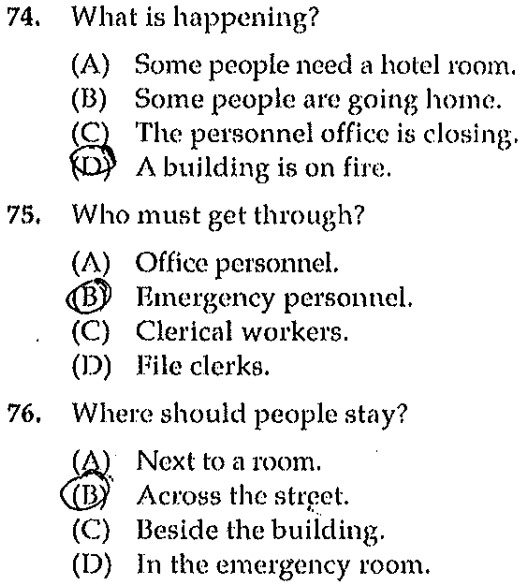 74. What is happening?
(A) Some people need a hotel room.
(B) Some people are going home.
(C) The personnel office is closing.
(D) A building is on fire.
75. Who must get through?
(A) Office personnel.
(B) Emergency personnel.
(C) Clerical workers.
(D) File clerks.
76. Where should people stay?
(A) Next to a room.
(B) Across the street.
(C) Beside the building.
(D) In the emergency room.